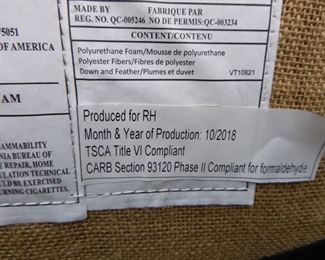 MADE BY FABRIQUE PAR
REG. NO. QC-005246 NO DE PERMIS:QC-003234
CONTENT/CONTENU
Polyurethane Foam/Mousse de polyurethane
Polyester Fibers/Fibres de polyester
Down and Feather/Plumes et duvet VT10821
/5051
OF AMERICA
AM
AMMABILITY
NIA BUREAU OF
E REPAIR, HOME
ULATION TECHNICAL
ULD BE EXERCISED
URNING CIGARETTES.
Produced for RH
Month & Year of Production: 10/2018
TSCA Title VI Compliant
CARB Section 93120 Phase II Compliant for formaldehyde